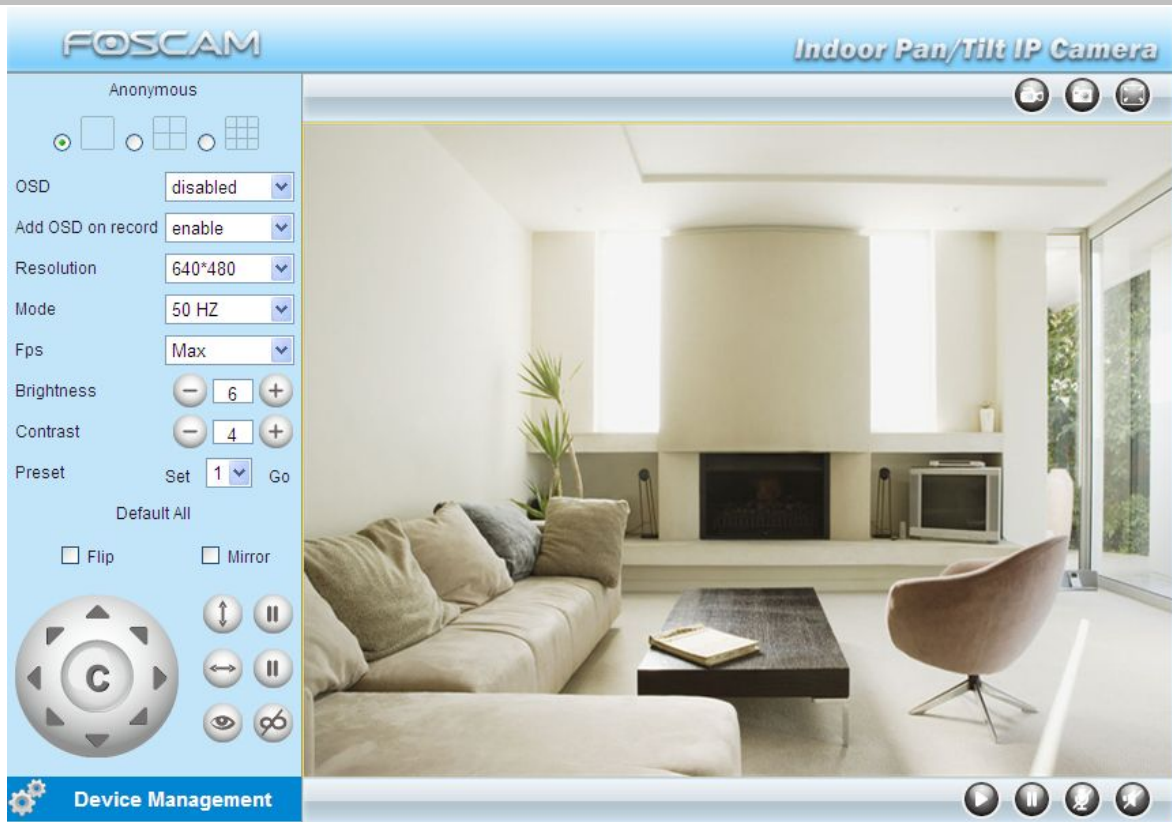 FOSCAM
Indoor Pan/Tilt IP Camera
Anonymous
OSD disabled
Add OSD on record enable
Resolution 640*480
Mode 50 HZ
Fps Max
Brightness 6
Contrast 4
Preset Set 1 Go
Default All
Flip Mirror
C
Device Management